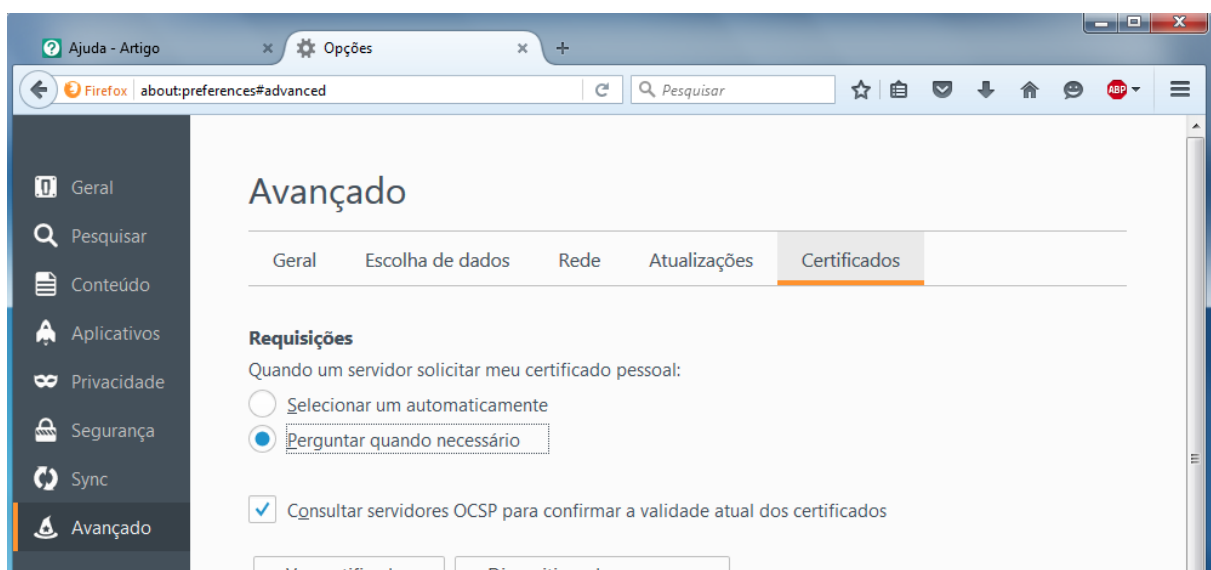 Ajuda - Artigo
Opções
Firefox about:preferences#advanced
Pesquisar
ABP
Geral
Pesquisar
Conteúdo
Aplicativos
Privacidade
Segurança
Sync
Avançado
Avançado
Geral Escolha de dados Rede Atualizações Certificados
Requisições
Quando um servidor solicitar meu certificado pessoal:
Selecionar um automaticamente
Perguntar quando necessário
Consultar servidores OCSP para confirmar a validade atual dos certificados